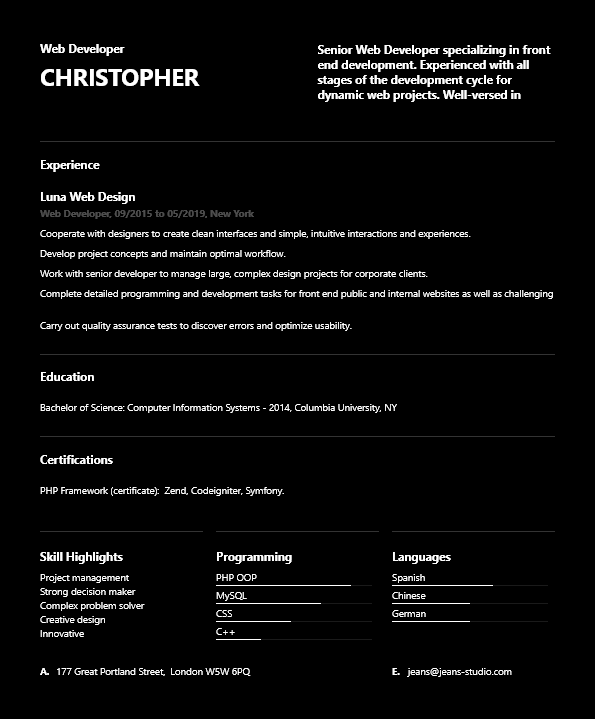 Web Developer
CHRISTOPHER
Senior Web Developer specializing in front
end development. Experienced with all
stages of the development cycle for
dynamic web projects. Well-versed in
Experience
Luna Web Design
Web Developer, 09/2015 to 05/2019, New York
Cooperate with designers to create clean interfaces and simple, intuitive interactions and experiences.
Develop project concepts and maintain optimal workflow.
Work with senior developer to manage large, complex design projects for corporate clients.
Complete detailed programming and development tasks for front end public and internal websites as well as challenging
Carry out quality assurance tests to discover errors and optimize usability.
Education
Bachelor of Science: Computer Information Systems - 2014, Columbia University, NY
Certifications
PHP Framework (certificate): Zend, Codeigniter, Symfony.
Skill Highlights
Project management
Strong decision maker
Complex problem solver
Creative design
Innovative
Programming
PHP OOP
MySQL
CSS
C++
Languages
Spanish
Chinese
German
A. 177 Great Portland Street, London W5W 6PQ
E. jeans@jeans-studio.com